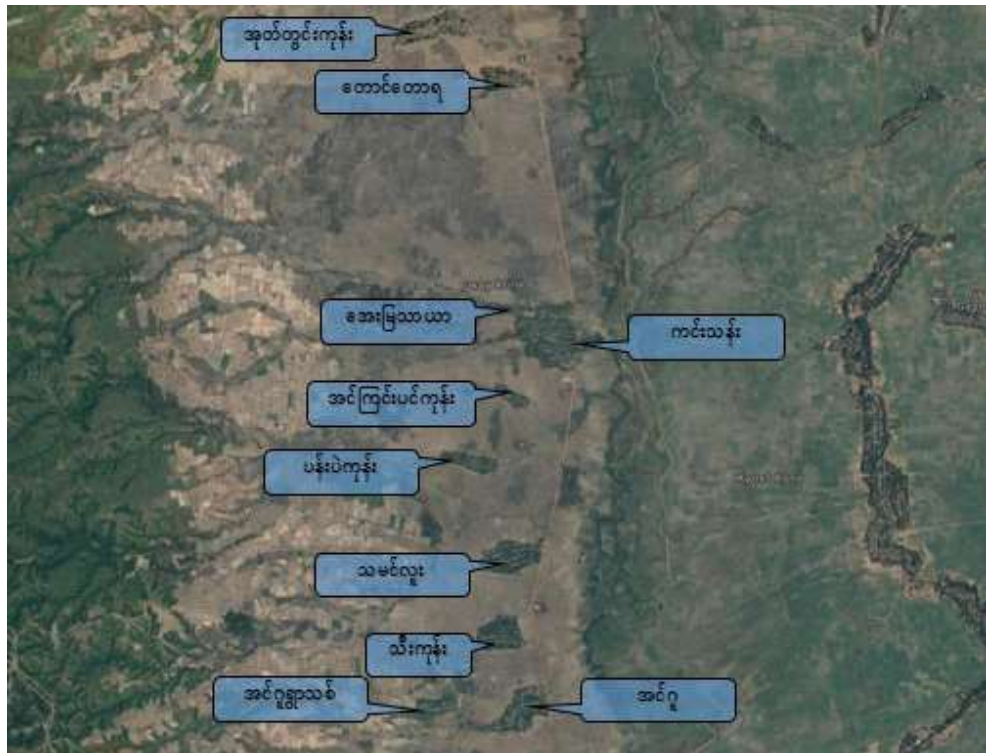 အုတ်တွင်းကုန်း
တောင်တောရ
အေးမြသာယာ
ကင်းသန်း
အင်ကြင်းပင်ကုန်း
ပန်းပဲကုန်း
သမင်လူး
သီးကုန်း
အင်ဂူရွာသစ်
အင်ဂူ